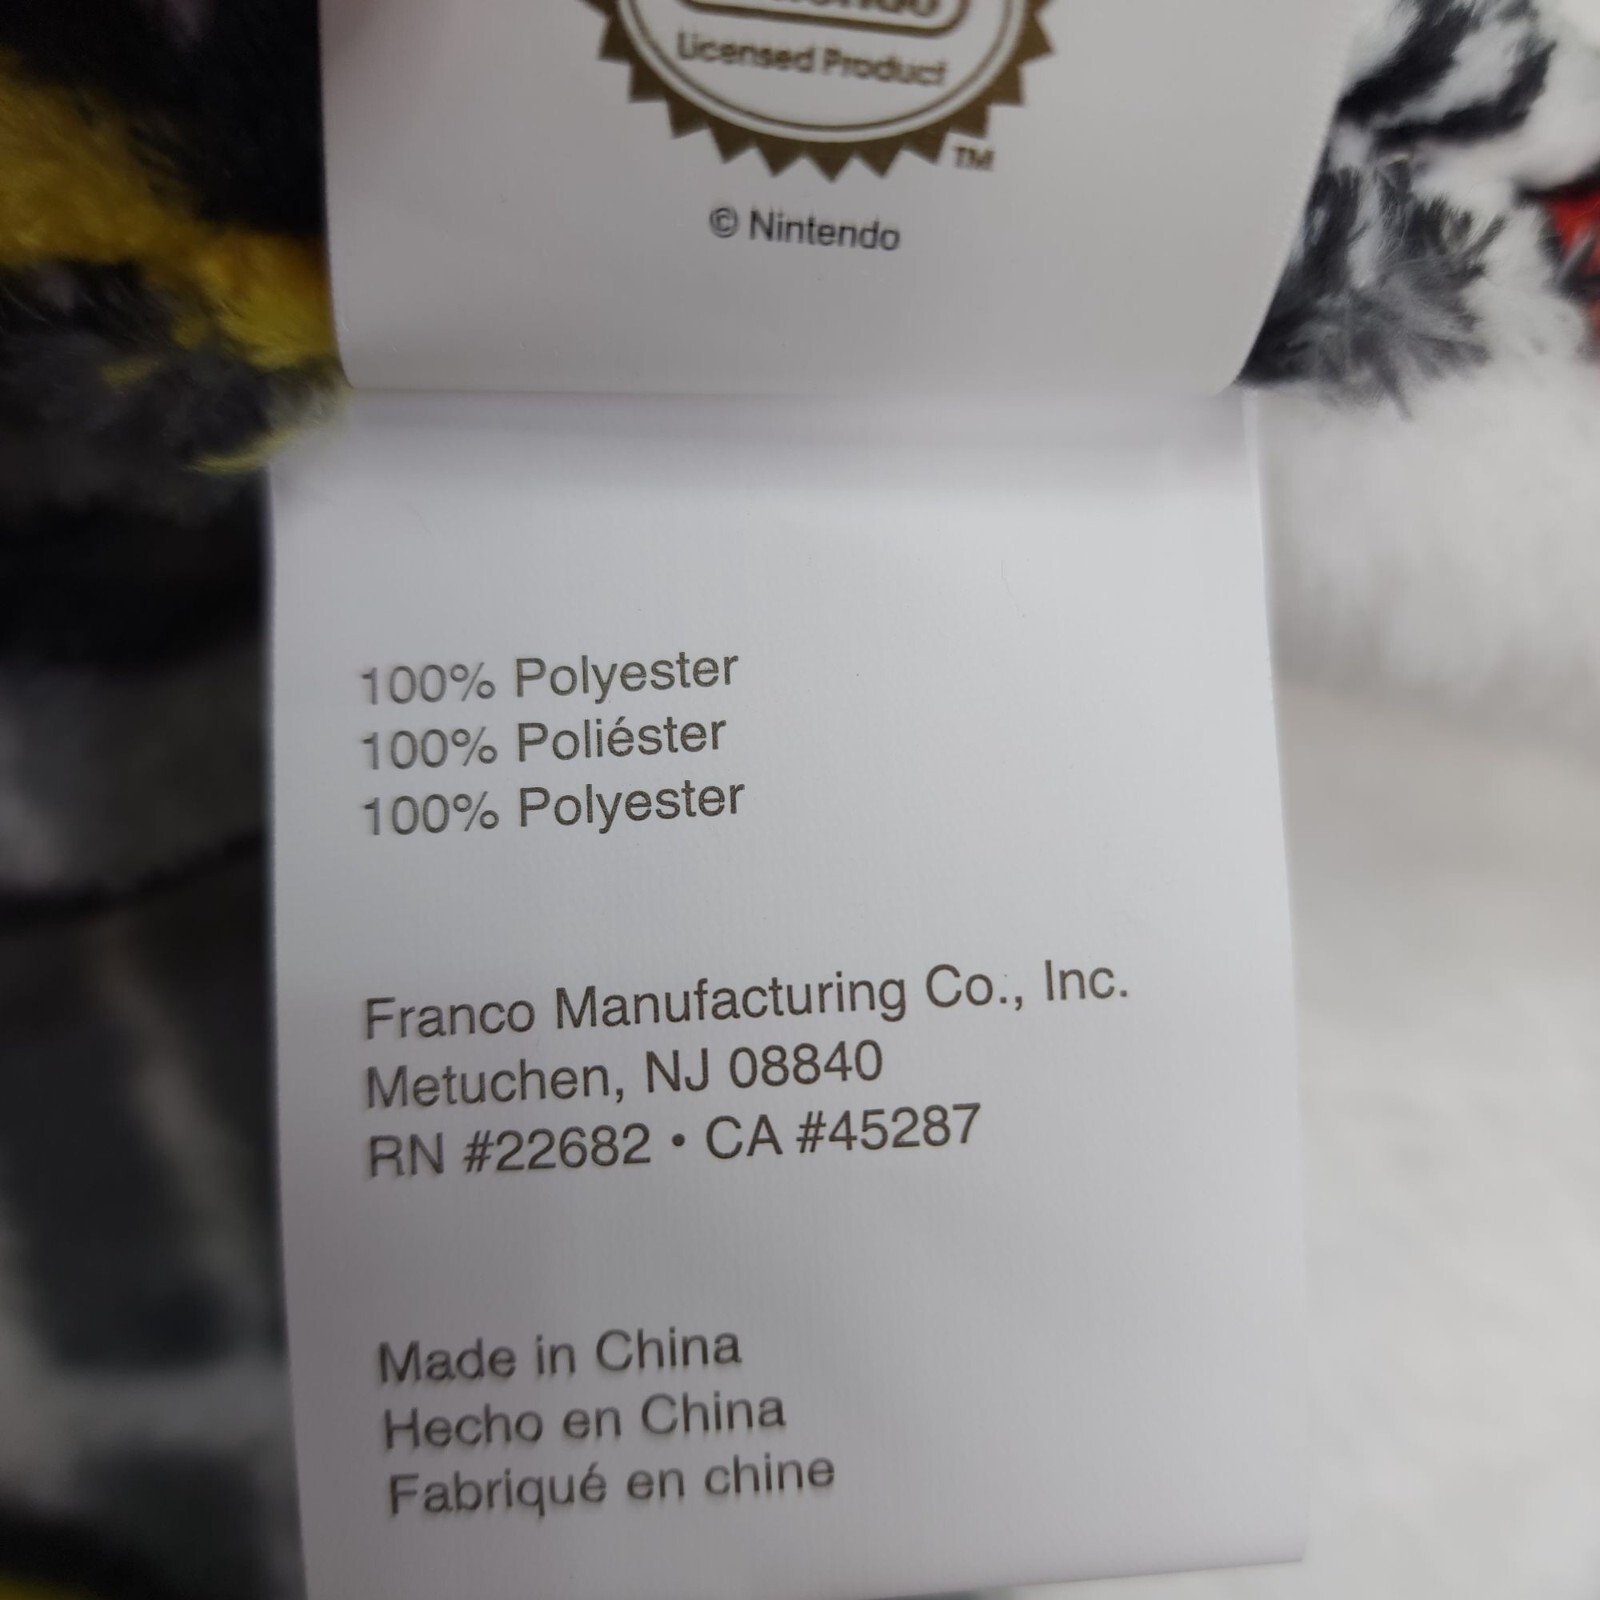 Licensed Product
TM
© Nintendo
100% Polyester
100% Poliéster
100% Polyester
Franco Manufacturing Co., Inc.
Metuchen, NJ 08840
RN #22682 • CA #45287
Made in China
Hecho en China
Fabriqué en chine